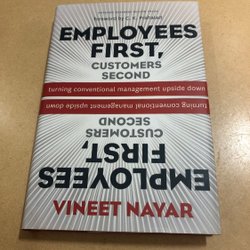 foreword by C. K. Prahalad
EMPLOYEES
FIRST,
CUSTOMERS
SECOND
turning conventional management upside down
turning conventional management upside down
SECOND
CUSTOMERS
FIRST,
EMPLOYEES
VINEET NAYAR